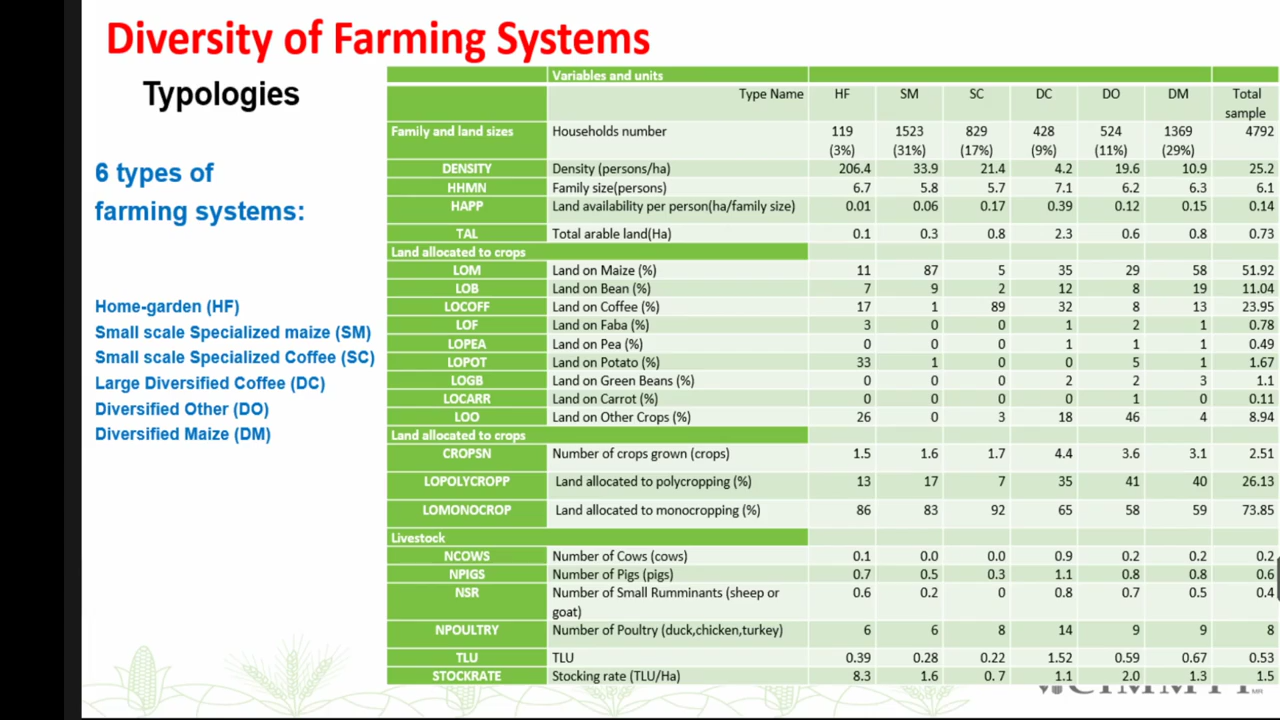 Diversity of Farming Systems
Typologies
6 types of
farming systems:
Home-garden (HF)
Small scale Specialized maize (SM)
Small scale Specialized Coffee (SC)
Large Diversified Coffee (DC)
Diversified Other (DO)
Diversified Maize (DM)
Variables and units
Type Name HF SM SC DC DO DM Total
sample
Family and land sizes Households number 119 1523 829 428 524 1369 4792
(3%) (31%) (17%) (9%) (11%) (29%)
DENSITY Density (persons/ha) 206.4 33.9 21.4 4.2 19.6 10.9 25.2
HHMN Family size(persons) 6.7 5.8 5.7 7.1 6.2 6.3 6.1
HAPP Land availability per person(ha/family size) 0.01 0.06 0.17 0.39 0.12 0.15 0.14
TAL Total arable land(Ha) 0.1 0.3 0.8 2.3 0.6 0.8 0.73
Land allocated to crops
LOM Land on Maize (%) 11 87 5 35 29 58 51.92
LOB Land on Bean (%) 7 9 2 12 8 19 11.04
LOCOFF Land on Coffee (%) 17 1 89 32 8 13 23.95
LOF Land on Faba (%) 3 0 0 1 2 1 0.78
LOPEA Land on Pea (%) 0 0 0 1 1 1 0.49
LOPOT Land on Potato (%) 33 1 0 0 5 1 1.67
LOGB Land on Green Beans (%) 0 0 0 2 2 3 1.1
LOCARR Land on Carrot (%) 0 0 0 0 1 0 0.11
LOO Land on Other Crops (%) 26 0 3 18 46 4 8.94
Land allocated to crops
CROPSN Number of crops grown (crops) 1.5 1.6 1.7 4.4 3.6 3.1 2.51
LOPOLYCROPP Land allocated to polycropping (%) 13 17 7 35 41 40 26.13
LOMONOCROP Land allocated to monocropping (%) 86 83 92 65 58 59 73.85
Livestock
NCOWS Number of Cows (cows) 0.1 0.0 0.0 0.9 0.2 0.2 0.2
NPIGS Number of Pigs (pigs) 0.7 0.5 0.3 1.1 0.8 0.8 0.6
NSR Number of Small Rumminants (sheep or 0.6 0.2 0 0.8 0.7 0.5 0.4
goat)
NPOULTRY Number of Poultry (duck,chicken,turkey) 6 6 8 14 9 9 8
TLU TLU 0.39 0.28 0.22 1.52 0.59 0.67 0.53
STOCKRATE Stocking rate (TLU/Ha) 8.3 1.6 0. 7 1.1 2.0 1.3 1.5